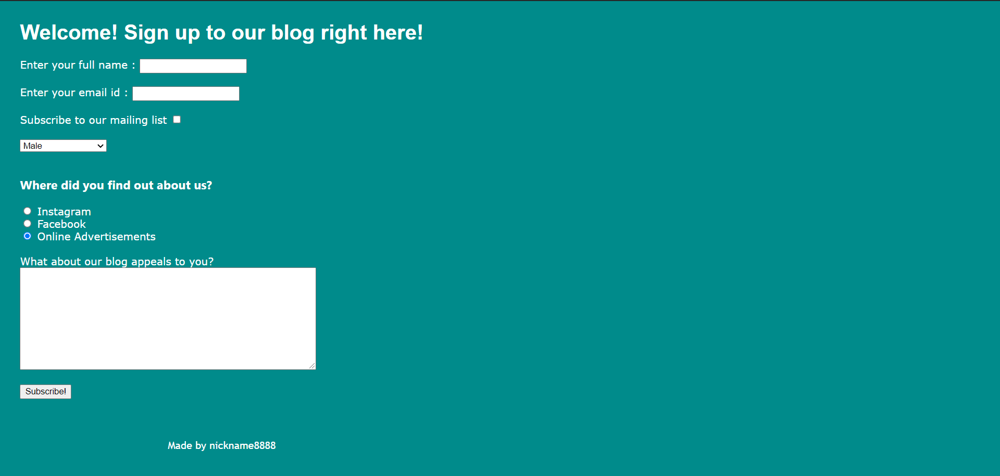 Welcome! Sign up to our blog right here!
Enter your full name :
Enter your email id :
Subscribe to our mailing list
Male
Where did you find out about us?
Instagram
Facebook
Online Advertisements
What about our blog appeals to you?
Subscribe!
Made by nickname8888